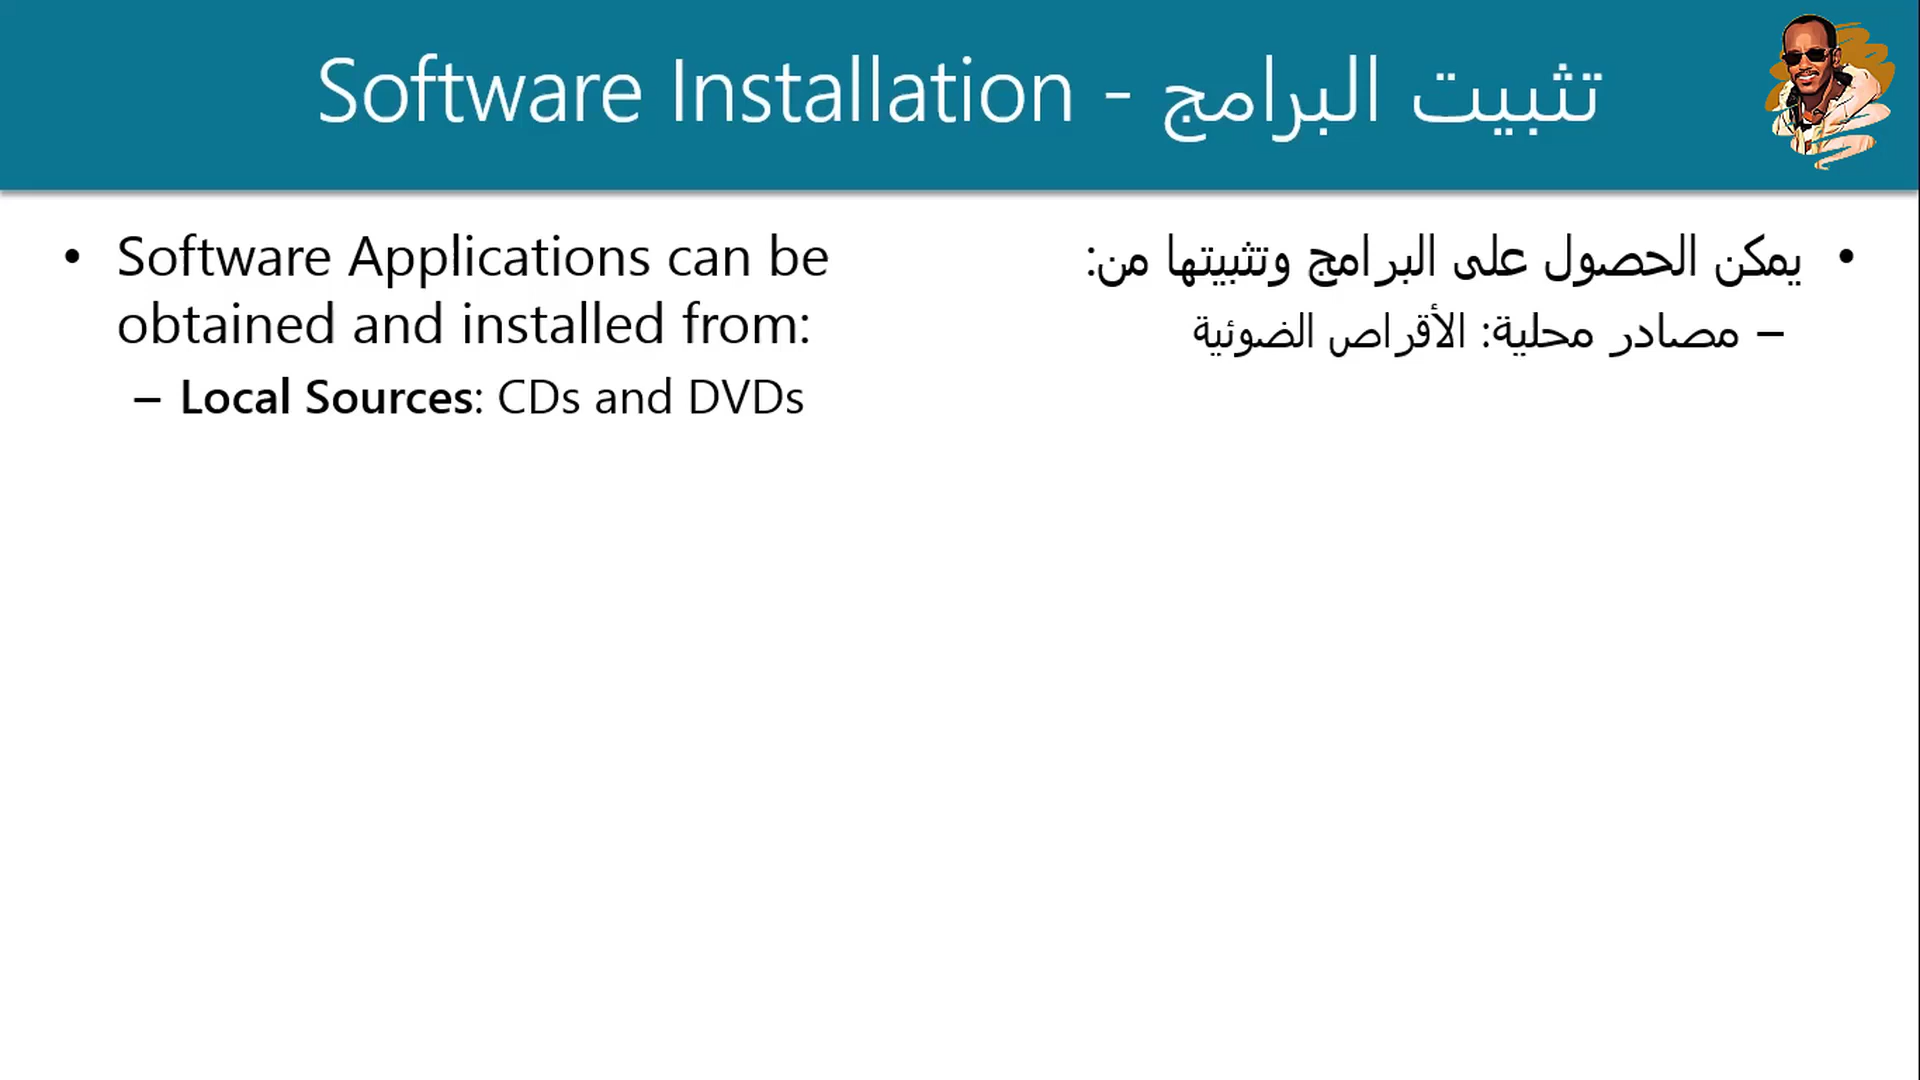 Software Installation - تثبيت البرامج
• Software Applications can be
obtained and installed from:
– Local Sources: CDs and DVDs
• يمكن الحصول على البرامج وتثبيتها من:
– مصادر محلية: الأقراص الضوئية